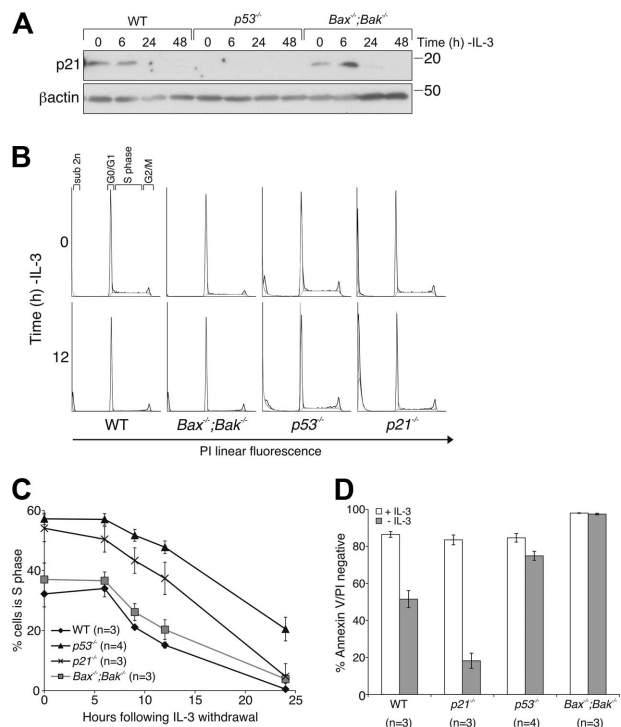 A
WT p53-/- Bax-/-;Bak-/-
0 6 24 48 0 6 24 48 0 6 24 48 Time (h) -IL-3
p21 20
βactin 50
B
sub 2n G0/G1 S phase G2/M
Time (h) -IL-3
0
12
WT Bax-/-;Bak-/- p53-/- p21-/-
PI linear fluorescence
C
% cells is S phase
60
40
20
0
WT (n=3)
p53-/- (n=4)
p21-/- (n=3)
Bax-/-;Bak-/- (n=3)
0 5 10 15 20 25
Hours following IL-3 withdrawal
D
% Annexin V/PI negative
100
80
60
40
20
0
+ IL-3
- IL-3
WT p21-/- p53-/- Bax-/-;Bak-/-
(n=3) (n=3) (n=4) (n=3)